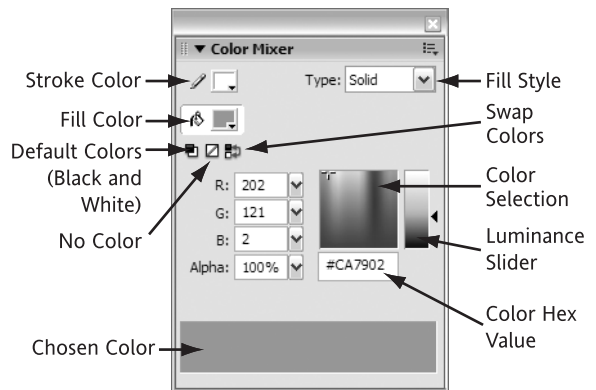 Color Mixer
Stroke Color
Type: Solid
Fill Style
Fill Color
Swap
Colors
Default Colors
(Black and
White)
No Color
R: 202
G: 121
B: 2
Alpha: 100%
#CA7902
Color
Selection
Luminance
Slider
Color Hex
Value
Chosen Color